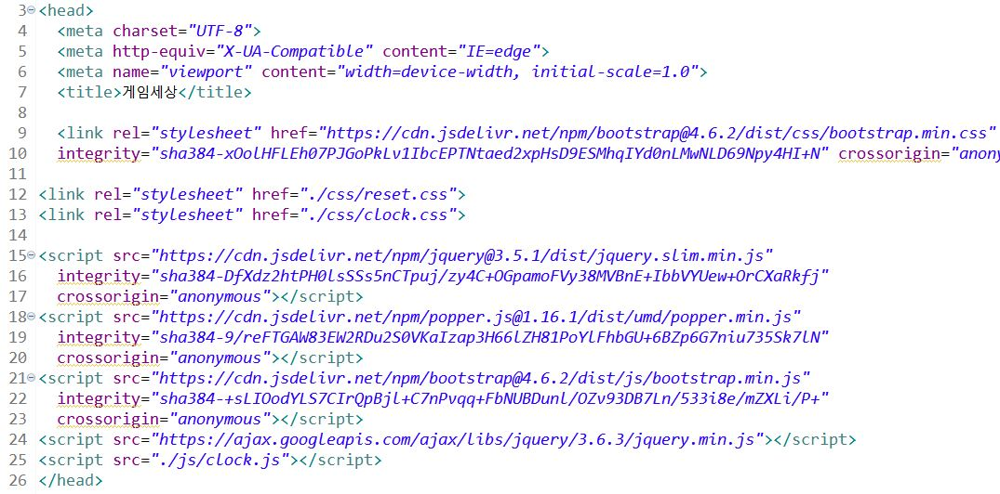 3 <head>
4 <meta charset="UTF-8">
5 <meta http-equiv="X-UA-Compatible" content="IE=edge">
6 <meta name="viewport" content="width=device-width, initial-scale=1.0">
7 <title>게임세상</title>
8
9 <link rel="stylesheet" href="https://cdn.jsdelivr.net/npm/bootstrap@4.6.2/dist/css/bootstrap.min.css"
10 integrity="sha384-xOolHFLEh07PJGoPkLv1IbcEPTNtaed2xpHsD9ESMhqIYd0nLMwNLD69Npy4HI+N" crossorigin="anony
11
12 <link rel="stylesheet" href="./css/reset.css">
13 <link rel="stylesheet" href="./css/clock.css">
14
15 <script src="https://cdn.jsdelivr.net/npm/jquery@3.5.1/dist/jquery.slim.min.js"
16 integrity="sha384-DfXdz2htPH0lsSSs5nCTpuj/zy4C+OGpamoFVy38MVBnE+IbbVYUew+OrCXaRkfj"
17 crossorigin="anonymous"></script>
18 <script src="https://cdn.jsdelivr.net/npm/popper.js@1.16.1/dist/umd/popper.min.js"
19 integrity="sha384-9/reFTGAW83EW2RDu2S0VKaIzap3H66lZH81PoYlFhbGU+6BZp6G7niu735Sk7lN"
20 crossorigin="anonymous"></script>
21 <script src="https://cdn.jsdelivr.net/npm/bootstrap@4.6.2/dist/js/bootstrap.min.js"
22 integrity="sha384-+sLIOodYLS7CIrQpBjl+C7nPvqq+FbNUBDunl/OZv93DB7Ln/533i8e/mZXLi/P+"
23 crossorigin="anonymous"></script>
24 <script src="https://ajax.googleapis.com/ajax/libs/jquery/3.6.3/jquery.min.js"></script>
25 <script src="./js/clock.js"></script>
26 </head>